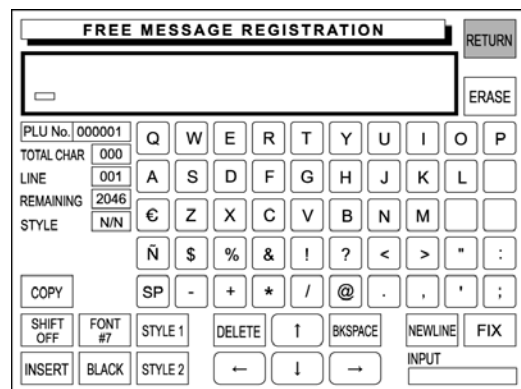 FREE MESSAGE REGISTRATION
RETURN
ERASE
PLU No. 000001
TOTAL CHAR 000
LINE 001
REMAINING 2046
STYLE N/N
Q W E R T Y U I O P
A S D F G H J K L
€ Z X C V B N M
Ñ $ % & ! ? < > " :
COPY SP - + * / @ . , ' ;
SHIFT OFF FONT #7 STYLE 1 DELETE ↑ BKSPACE NEWLINE FIX
INSERT BLACK STYLE 2 ← ↓ → INPUT